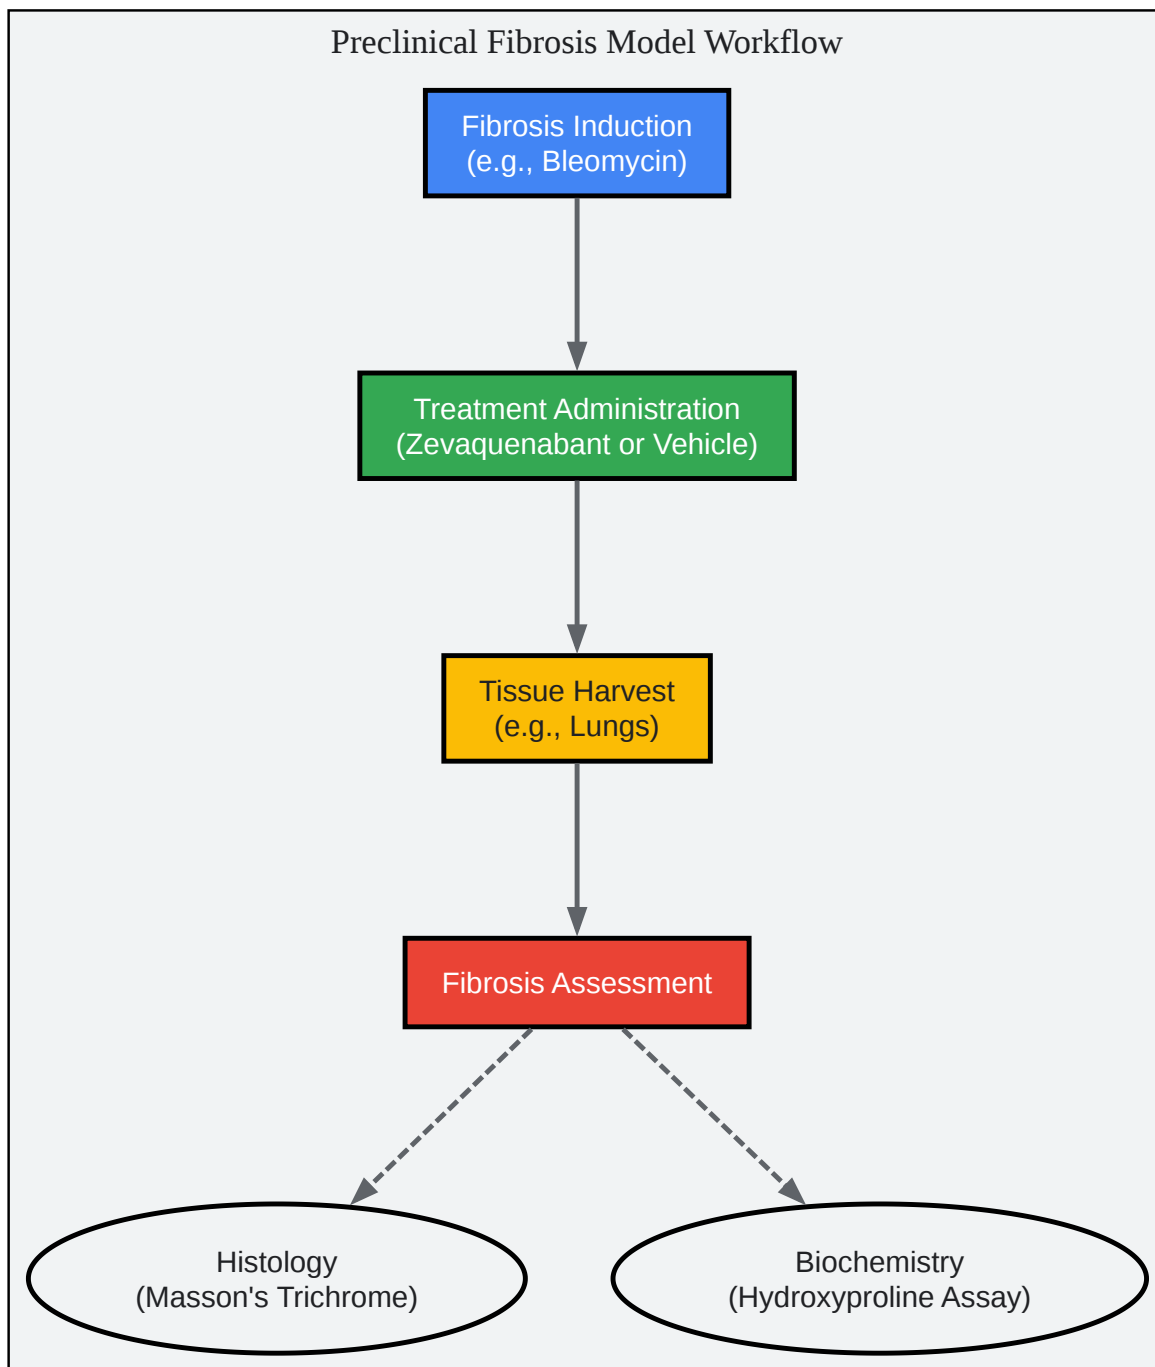 Preclinical Fibrosis Model Workflow
Fibrosis Induction
(e.g., Bleomycin)
Treatment Administration
(Zevaquenabant or Vehicle)
Tissue Harvest
(e.g., Lungs)
Fibrosis Assessment
Histology
(Masson's Trichrome)
Biochemistry
(Hydroxyproline Assay)